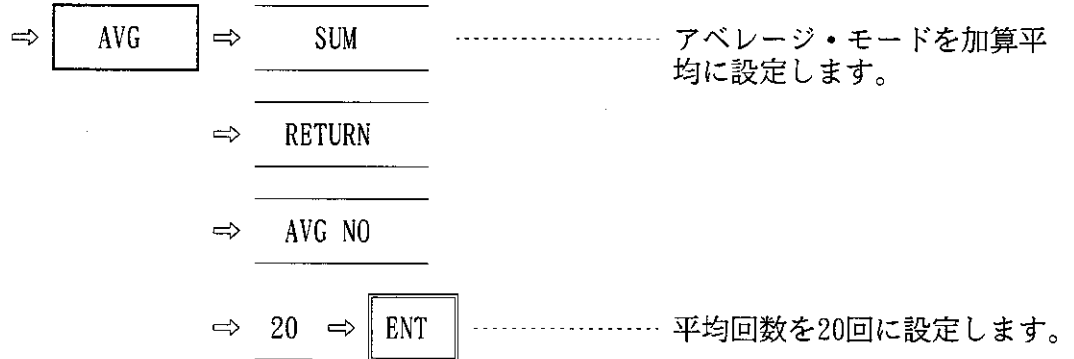 ⇨ AVG ⇨ SUM ………… アベレージ・モードを加算平
均に設定します。
⇨ RETURN
⇨ AVG NO
⇨ 20 ⇨ ENT ………… 平均回数を20回に設定します。